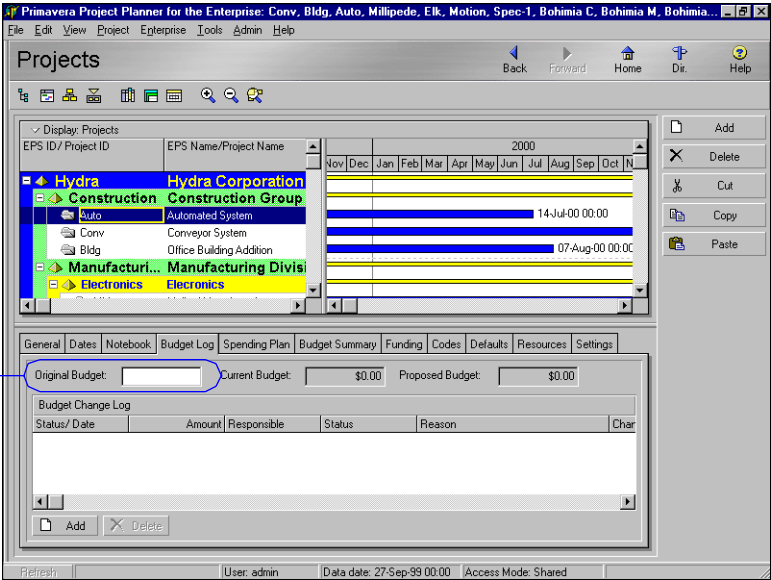 Primavera Project Planner for the Enterprise: Conv, Bldg, Auto, Millipede, Elk, Motion, Spec-1, Bohimia C, Bohimia M, Bohimia...
File Edit View Project Enterprise Tools Admin Help
Projects Back Forward Home Dir. Help
Display: Projects
EPS ID/ Project ID EPS Name/Project Name 2000
Nov Dec Jan Feb Mar Apr May Jun Jul Aug Sep Oct N
Hydra Hydra Corporation
Construction Construction Group
Auto Automated System 14-Jul-00 00:00
Conv Conveyor System
Bldg Office Building Addition 07-Aug-00 00:00
Manufacturi... Manufacturing Divisi
Electronics Elecronics
Add
Delete
Cut
Copy
Paste
General Dates Notebook Budget Log Spending Plan Budget Summary Funding Codes Defaults Resources Settings
Original Budget: Current Budget: $0.00 Proposed Budget: $0.00
Budget Change Log
Status/ Date Amount Responsible Status Reason Char
Add Delete
Refresh User: admin Data date: 27-Sep-99 00:00 Access Mode: Shared